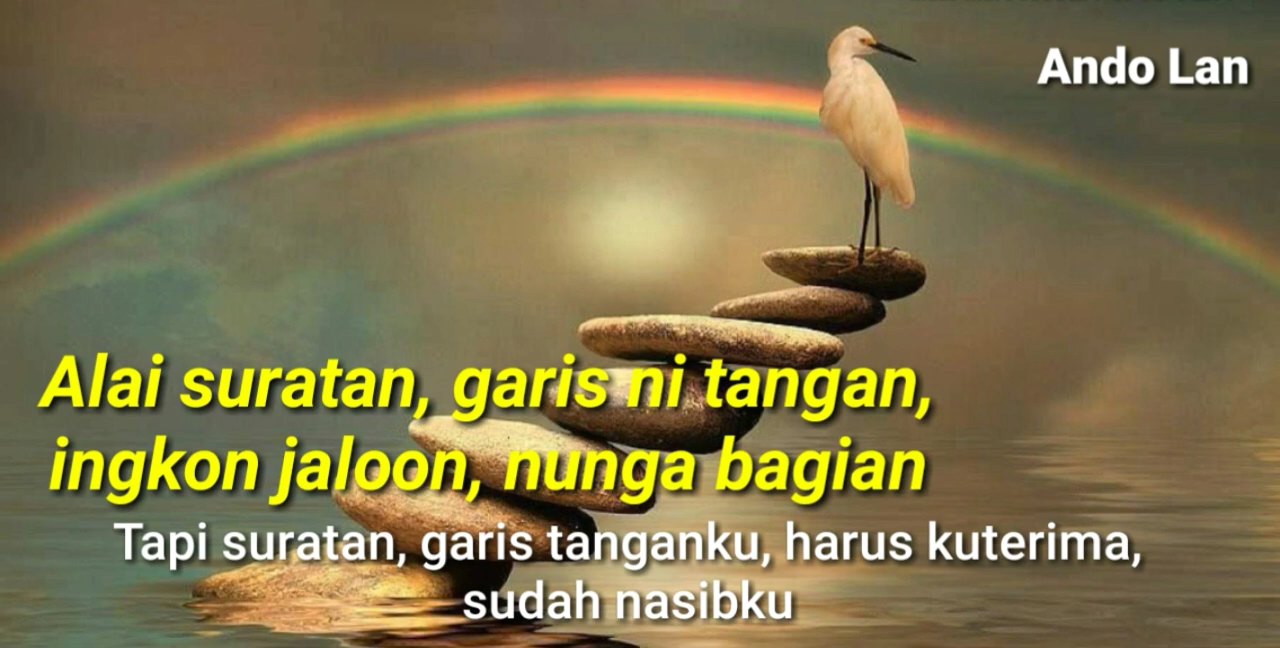 Ando Lan
Alai suratan, garis ni tangan,
ingkon jaloon, nunga bagian
Tapi suratan, garis tanganku, harus kuterima,
sudah nasibku